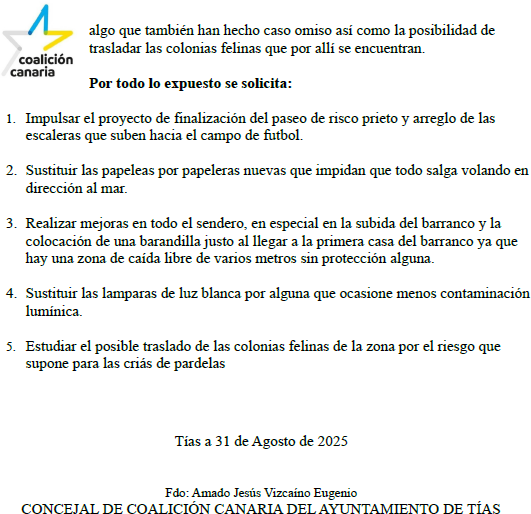 algo que también han hecho caso omiso así como la posibilidad de
trasladar las colonias felinas que por allí se encuentran.
coalición
canaria
Por todo lo expuesto se solicita:
1. Impulsar el proyecto de finalización del paseo de risco prieto y arreglo de las
escaleras que suben hacia el campo de futbol.
2. Sustituir las papeleas por papeleras nuevas que impidan que todo salga volando en
dirección al mar.
3. Realizar mejoras en todo el sendero, en especial en la subida del barranco y la
colocación de una barandilla justo al llegar a la primera casa del barranco ya que
hay una zona de caída libre de varios metros sin protección alguna.
4. Sustituir las lamparas de luz blanca por alguna que ocasione menos contaminación
lumínica.
5. Estudiar el posible traslado de las colonias felinas de la zona por el riesgo que
supone para las criás de pardelas
Tías a 31 de Agosto de 2025
Fdo: Amado Jesús Vizcaíno Eugenio
CONCEJAL DE COALICIÓN CANARIA DEL AYUNTAMIENTO DE TÍAS